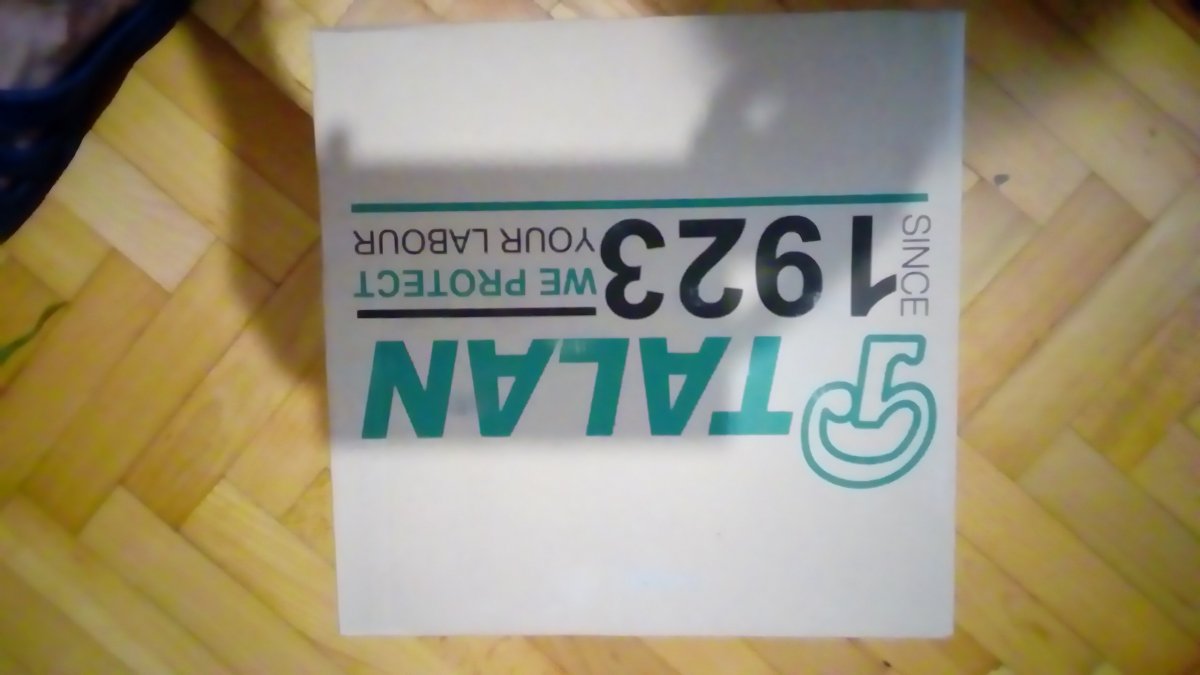 TALAN
SINCE
1923
WE PROTECT
YOUR LABOUR